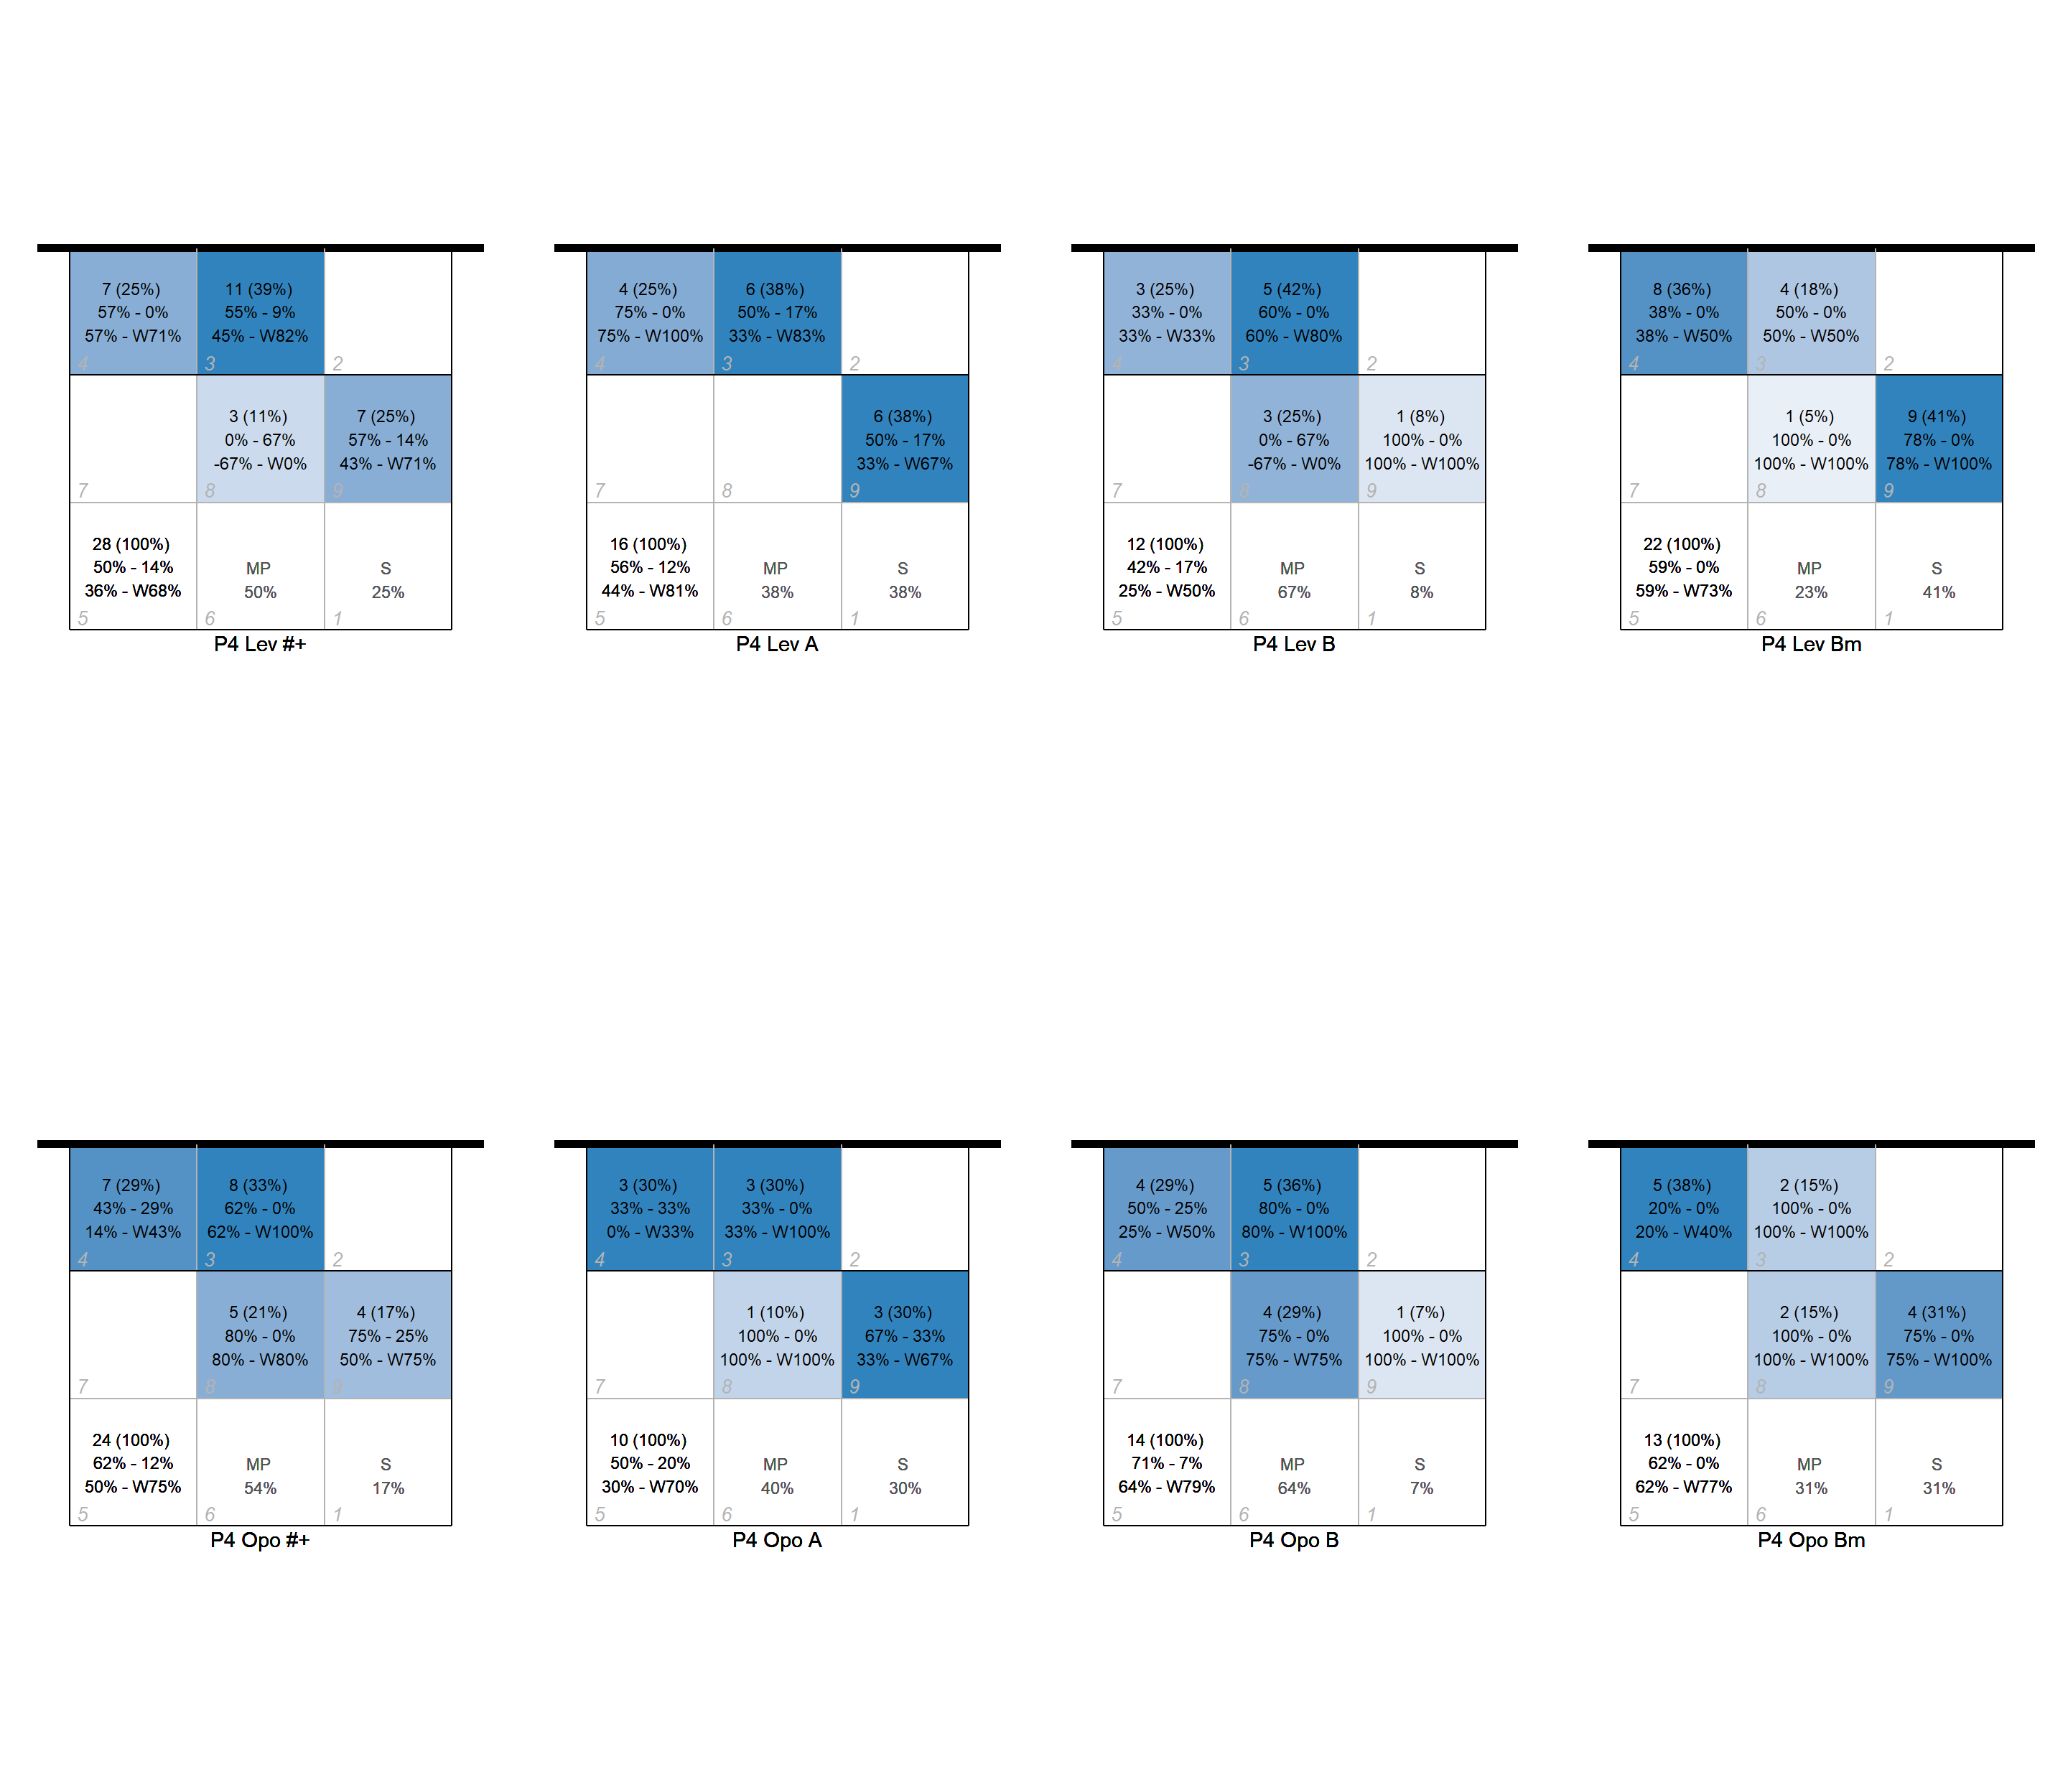 7 (25%)
57% - 0%
57% - W71%
4
11 (39%)
55% - 9%
45% - W82%
3
2
7
3 (11%)
0% - 67%
-67% - W0%
8
7 (25%)
57% - 14%
43% - W71%
9
28 (100%)
50% - 14%
36% - W68%
5
MP
50%
6
S
25%
1
P4 Lev #+
4 (25%)
75% - 0%
75% - W100%
4
6 (38%)
50% - 17%
33% - W83%
3
2
7
8
6 (38%)
50% - 17%
33% - W67%
9
16 (100%)
56% - 12%
44% - W81%
5
MP
38%
6
S
38%
1
P4 Lev A
3 (25%)
33% - 0%
33% - W33%
4
5 (42%)
60% - 0%
60% - W80%
3
2
7
3 (25%)
0% - 67%
-67% - W0%
8
1 (8%)
100% - 0%
100% - W100%
9
12 (100%)
42% - 17%
25% - W50%
5
MP
67%
6
S
8%
1
P4 Lev B
8 (36%)
38% - 0%
38% - W50%
4
4 (18%)
50% - 0%
50% - W50%
3
2
7
1 (5%)
100% - 0%
100% - W100%
8
9 (41%)
78% - 0%
78% - W100%
9
22 (100%)
59% - 0%
59% - W73%
5
MP
23%
6
S
41%
1
P4 Lev Bm
7 (29%)
43% - 29%
14% - W43%
4
8 (33%)
62% - 0%
62% - W100%
3
2
7
5 (21%)
80% - 0%
80% - W80%
8
4 (17%)
75% - 25%
50% - W75%
9
24 (100%)
62% - 12%
50% - W75%
5
MP
54%
6
S
17%
1
P4 Opo #+
3 (30%)
33% - 33%
0% - W33%
4
3 (30%)
33% - 0%
33% - W100%
3
2
7
1 (10%)
100% - 0%
100% - W100%
8
3 (30%)
67% - 33%
33% - W67%
9
10 (100%)
50% - 20%
30% - W70%
5
MP
40%
6
S
30%
1
P4 Opo A
4 (29%)
50% - 25%
25% - W50%
4
5 (36%)
80% - 0%
80% - W100%
3
2
7
4 (29%)
75% - 0%
75% - W75%
8
1 (7%)
100% - 0%
100% - W100%
9
14 (100%)
71% - 7%
64% - W79%
5
MP
64%
6
S
7%
1
P4 Opo B
5 (38%)
20% - 0%
20% - W40%
4
2 (15%)
100% - 0%
100% - W100%
3
2
7
2 (15%)
100% - 0%
100% - W100%
8
4 (31%)
75% - 0%
75% - W100%
9
13 (100%)
62% - 0%
62% - W77%
5
MP
31%
6
S
31%
1
P4 Opo Bm